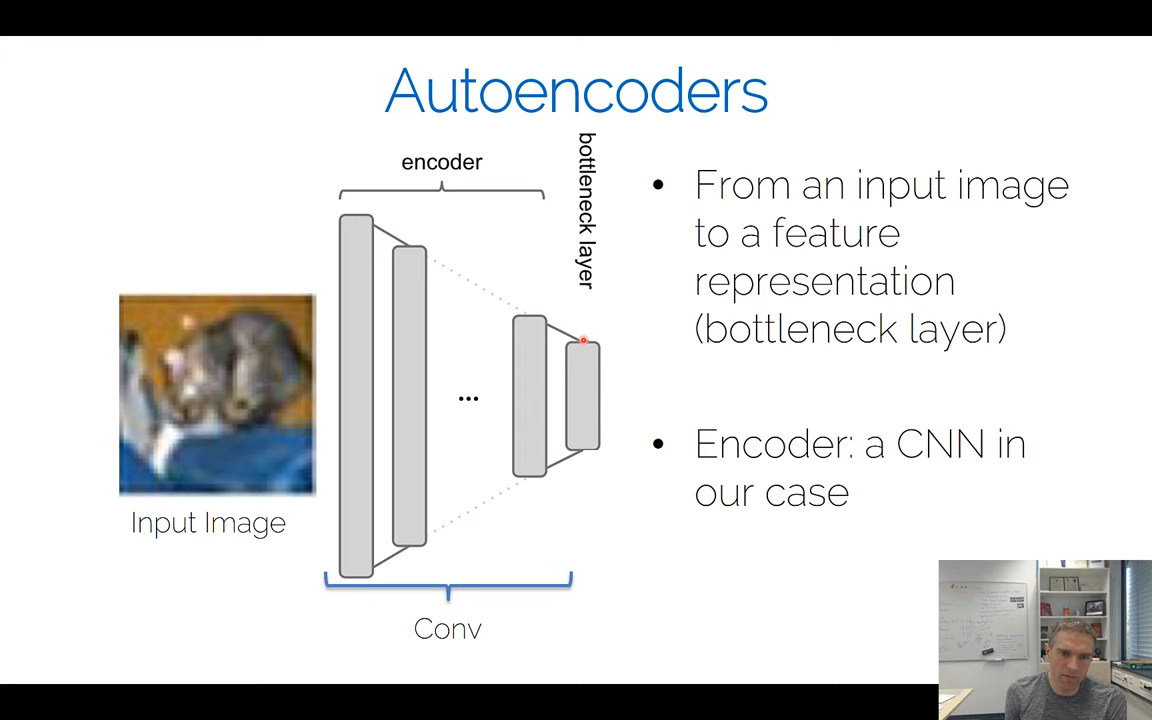 Autoencoders
encoder
bottleneck layer
...
Input Image
Conv
• From an input image
to a feature
representation
(bottleneck layer)
• Encoder: a CNN in
our case